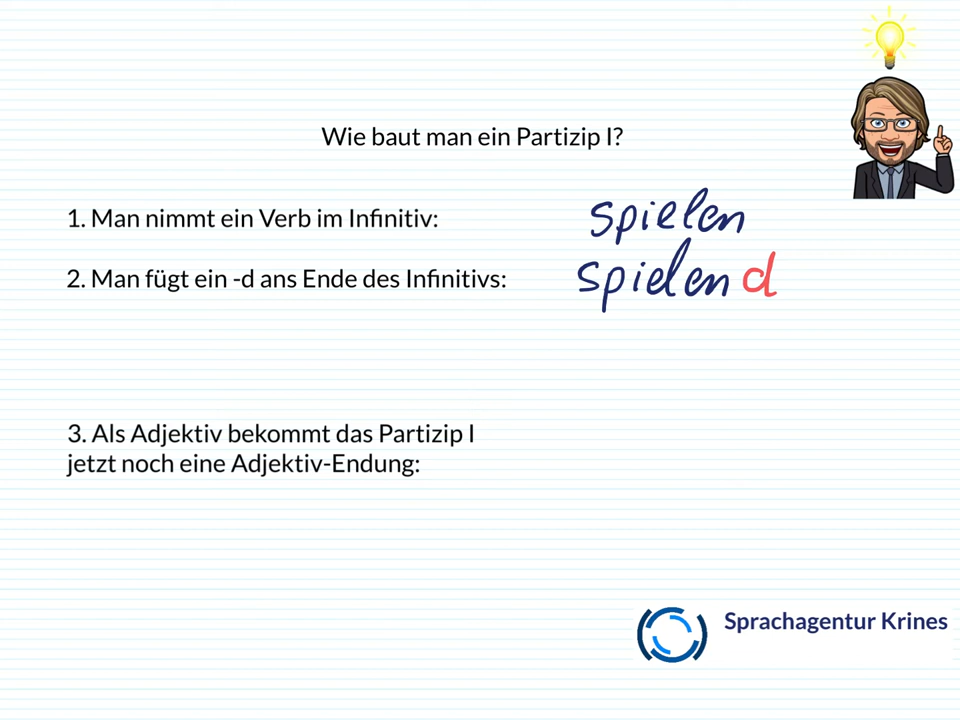 Wie baut man ein Partizip I?
1. Man nimmt ein Verb im Infinitiv: spielen
2. Man fügt ein -d ans Ende des Infinitivs: spielend
3. Als Adjektiv bekommt das Partizip I
jetzt noch eine Adjektiv-Endung:
Sprachagentur Krines